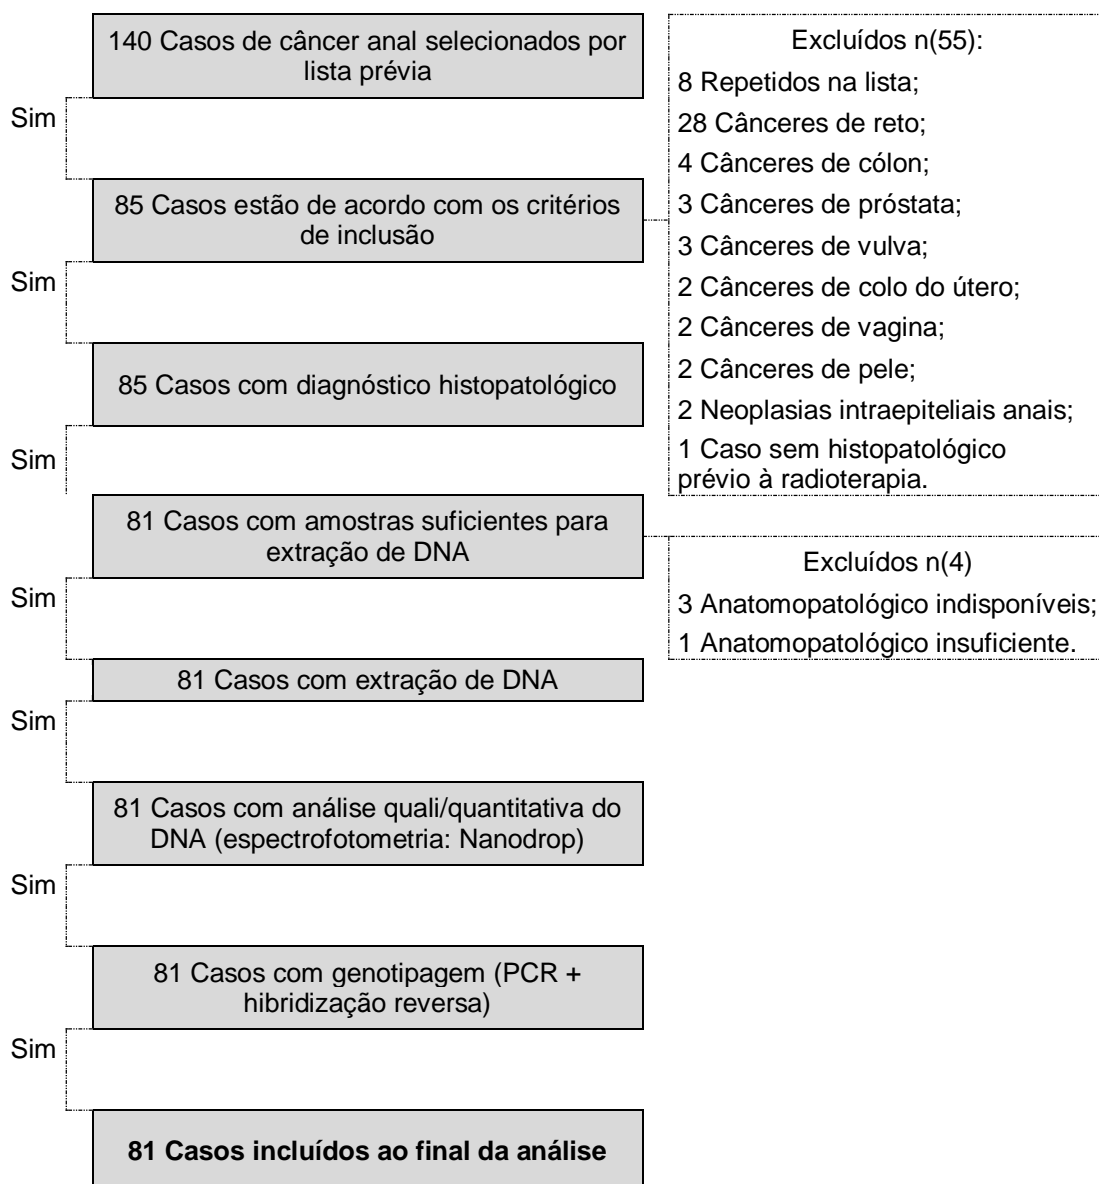 140 Casos de câncer anal selecionados por
lista prévia
Sim
85 Casos estão de acordo com os critérios
de inclusão
Excluídos n(55):
8 Repetidos na lista;
28 Cânceres de reto;
4 Cânceres de cólon;
3 Cânceres de próstata;
3 Cânceres de vulva;
2 Cânceres de colo do útero;
2 Cânceres de vagina;
2 Cânceres de pele;
2 Neoplasias intraepiteliais anais;
1 Caso sem histopatológico
prévio à radioterapia.
Sim
85 Casos com diagnóstico histopatológico
Sim
81 Casos com amostras suficientes para
extração de DNA
Excluídos n(4)
3 Anatomopatológico indisponíveis;
1 Anatomopatológico insuficiente.
Sim
81 Casos com extração de DNA
Sim
81 Casos com análise quali/quantitativa do
DNA (espectrofotometria: Nanodrop)
Sim
81 Casos com genotipagem (PCR +
hibridização reversa)
Sim
81 Casos incluídos ao final da análise